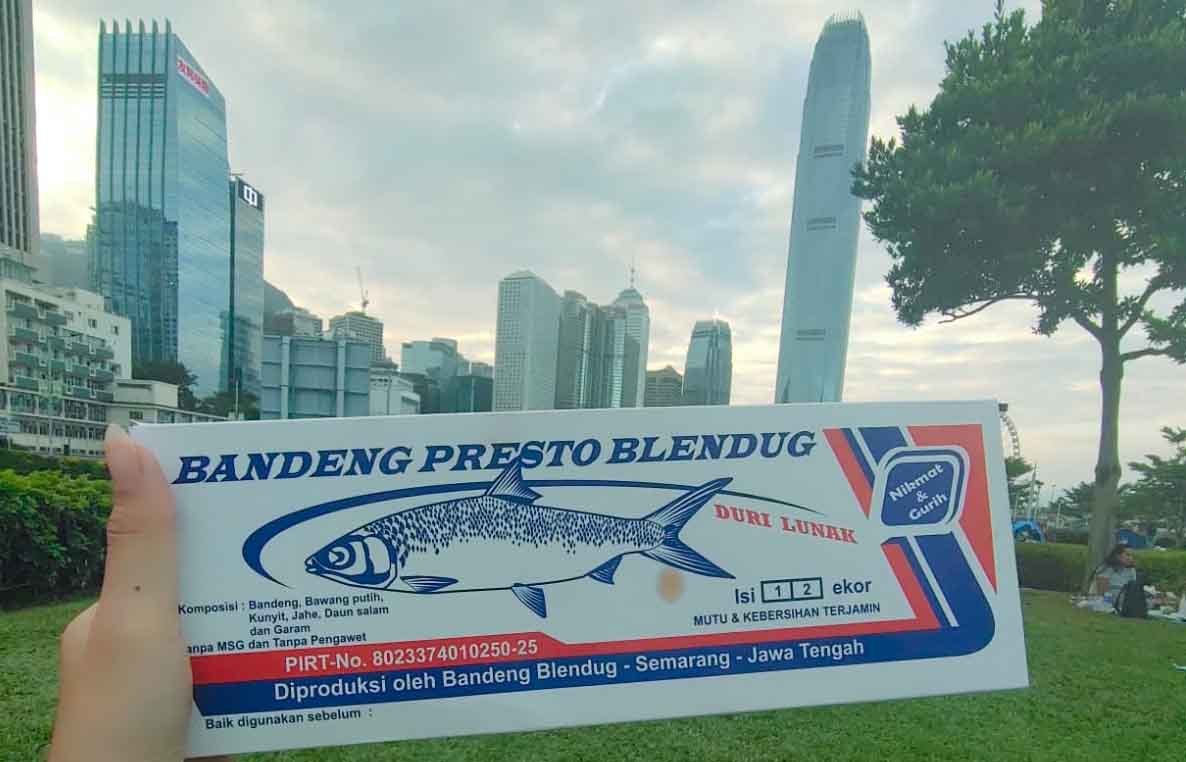 BANDENG PRESTO BLENDUG
Nikmat
&
Gurih
DURI LUNAK
Isi 1 2 ekor
MUTU & KEBERSIHAN TERJAMIN
Komposisi : Bandeng, Bawang putih,
Kunyit, Jahe, Daun salam
dan Garam
anpa MSG dan Tanpa Pengawet
PIRT-No. 8023374010250-25
Diproduksi oleh Bandeng Blendug - Semarang - Jawa Tengah
Baik digunakan sebelum :